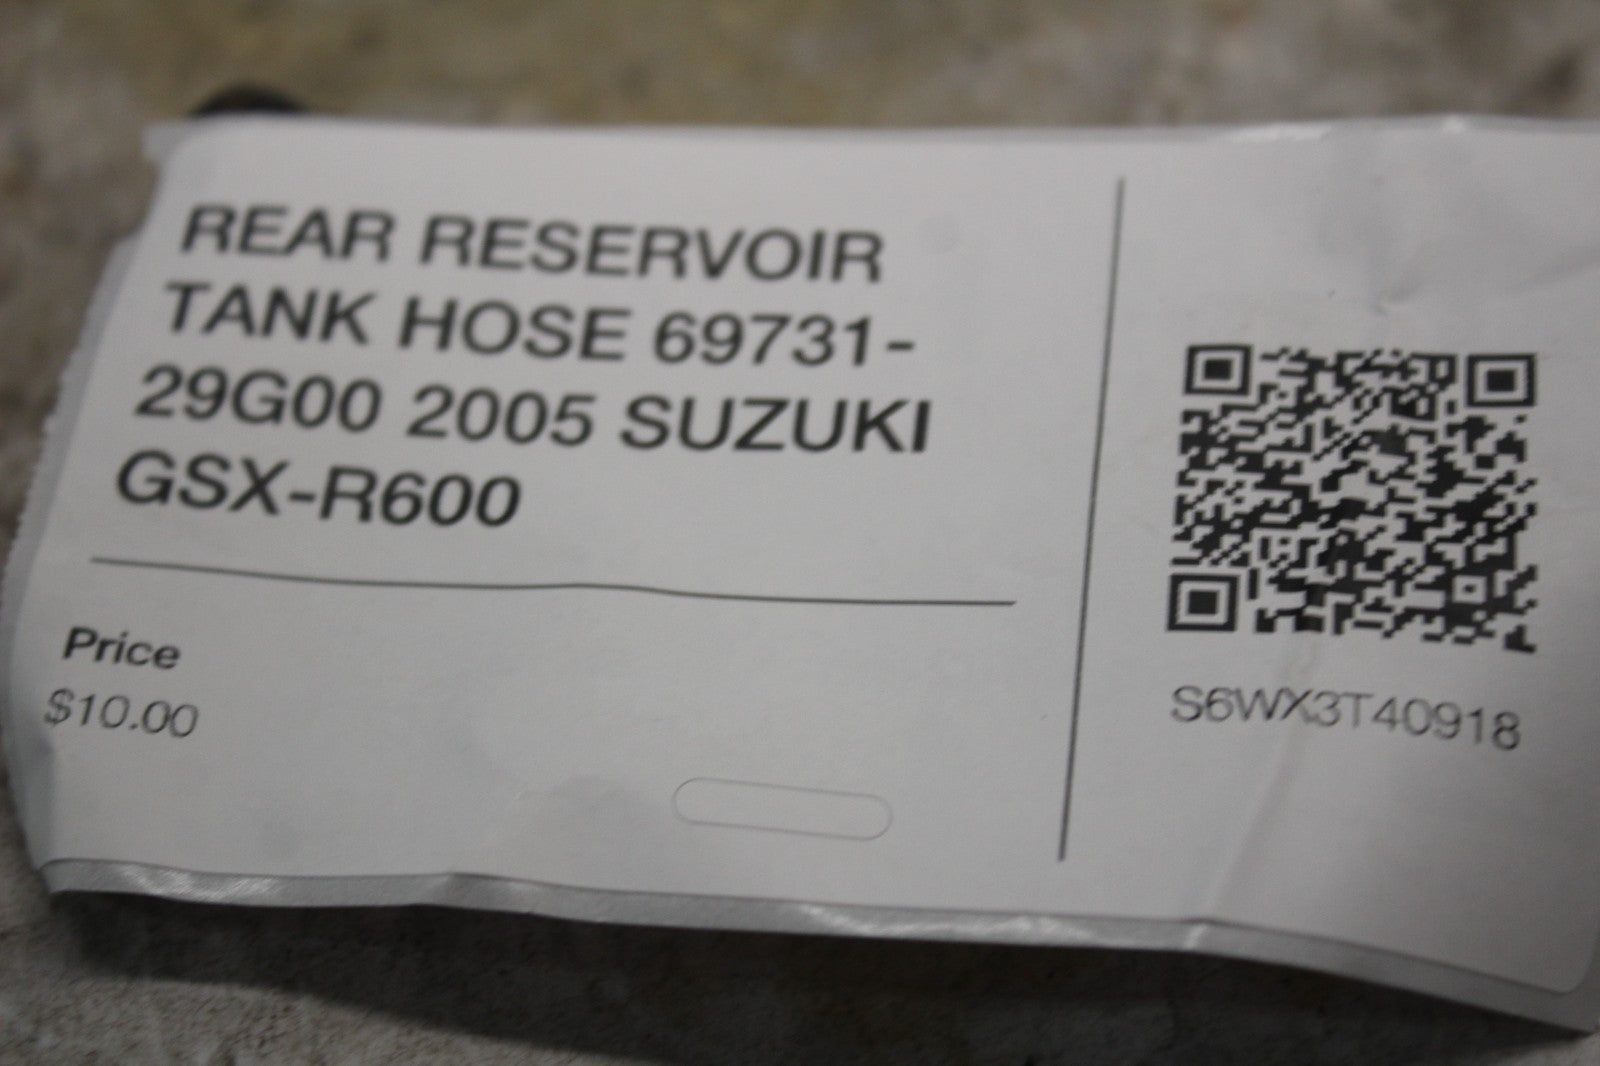 REAR RESERVOIR
TANK HOSE 69731-
29G00 2005 SUZUKI
GSX-R600
Price
$10.00
S6WX3T40918